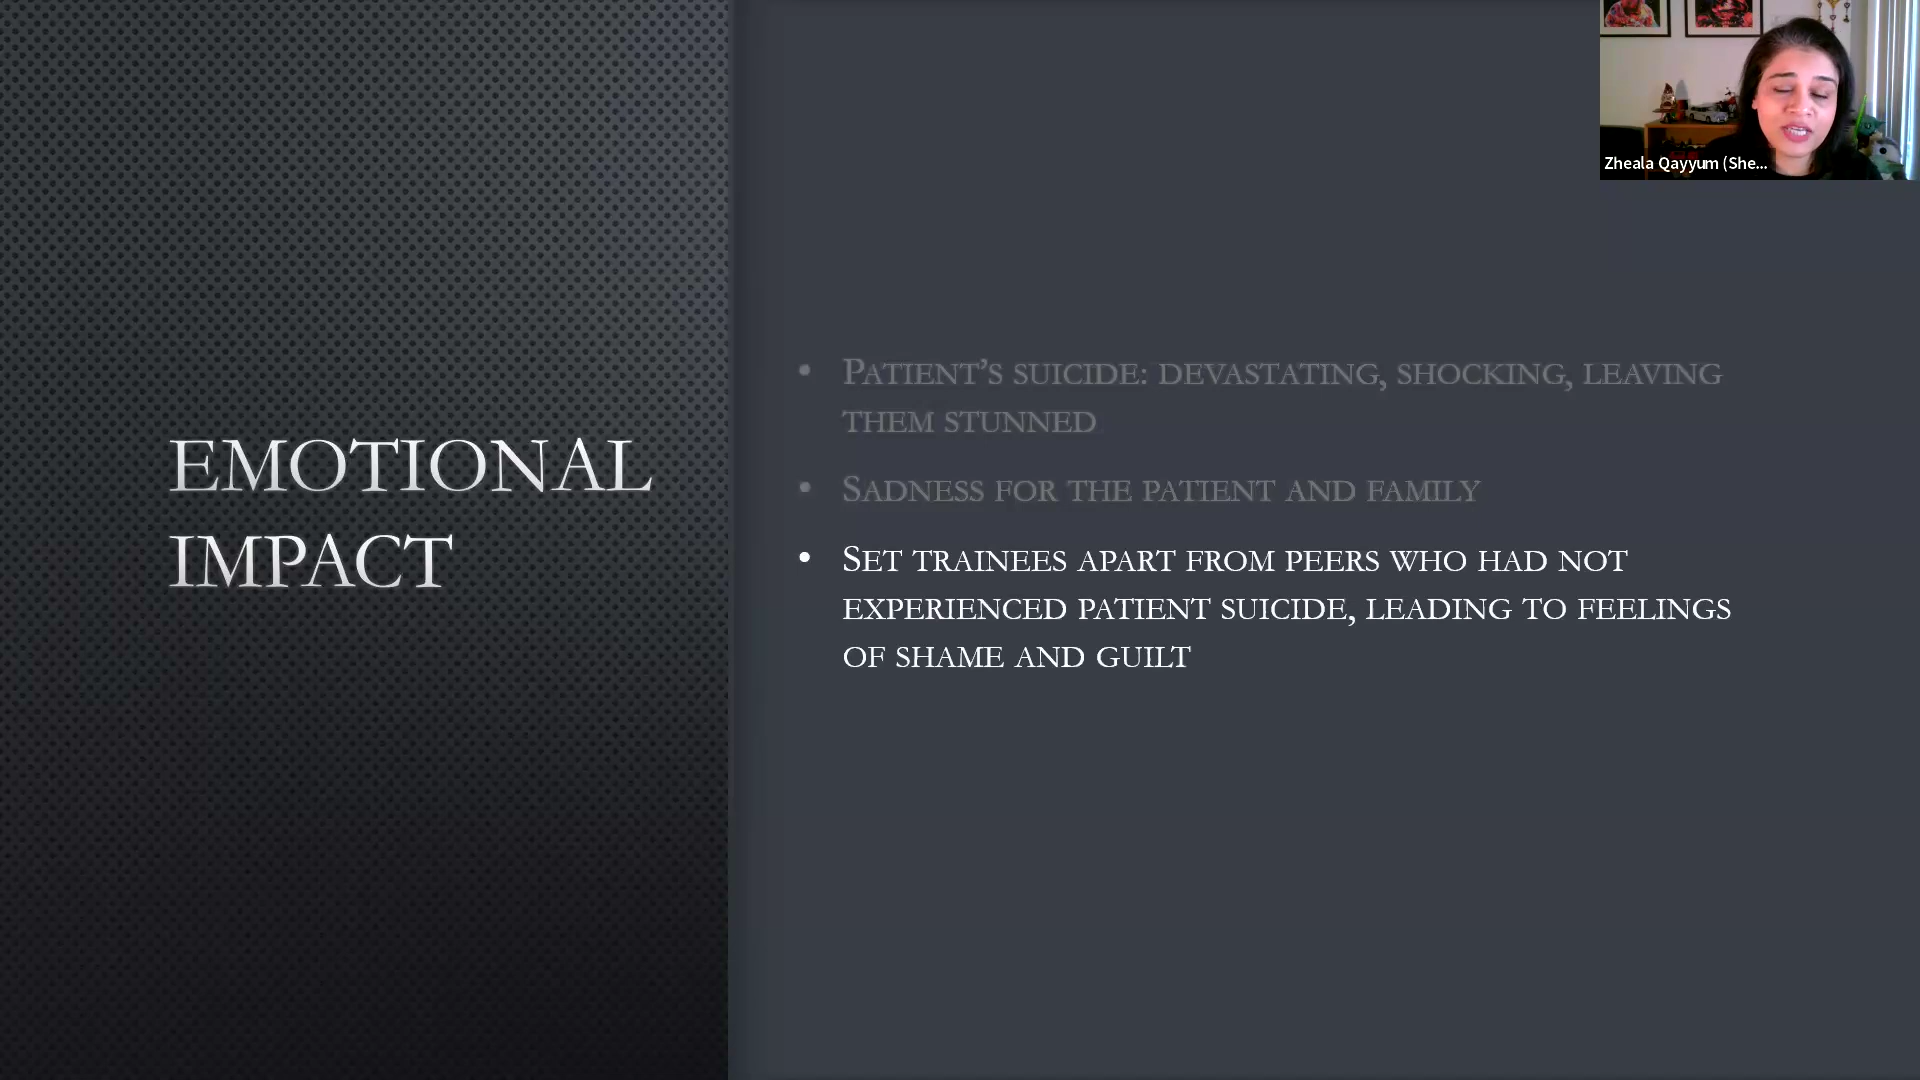 Zheala Qayyum (She...
EMOTIONAL
IMPACT
• Patient’s suicide: devastating, shocking, leaving
them stunned
• Sadness for the patient and family
• Set trainees apart from peers who had not
experienced patient suicide, leading to feelings
of shame and guilt